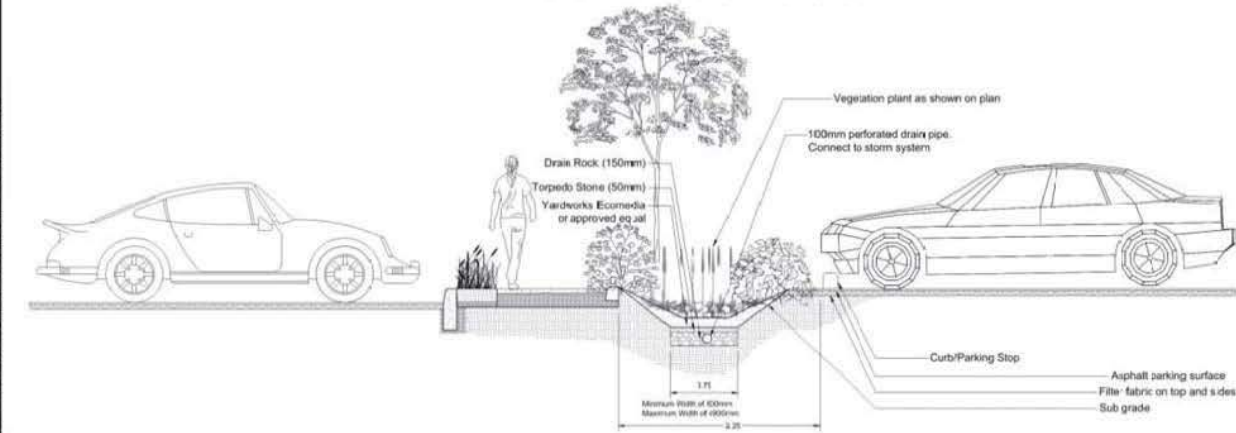 Vegetation plant as shown on plan
100mm perforated drain pipe.
Connect to storm system
Drain Rock (150mm)
Torpedo Stone (50mm)
Yardworks Ecomedia
or approved equal
Curb/Parking Stop
Asphalt parking surface
Filter fabric on top and sides
Sub grade
Minimum Width of
Maximum Width of